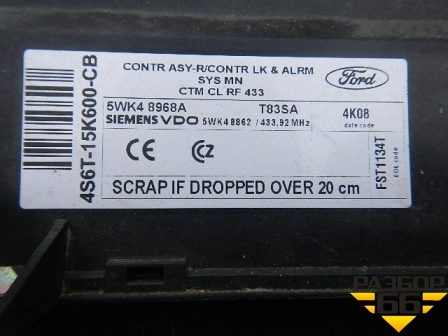 CONTR ASY-R/CONTR LK & ALRM
SYS MN
CTM CL RF 433
Ford
5WK4 8968A T83SA
SIEMENS VDO 5WK4 8862 / 433.92 MHz
4K08
date code
4S6T-15K600-CB
CE
CZ
FST1134T
EOL code
SCRAP IF DROPPED OVER 20 cm
РАЗБОР
66